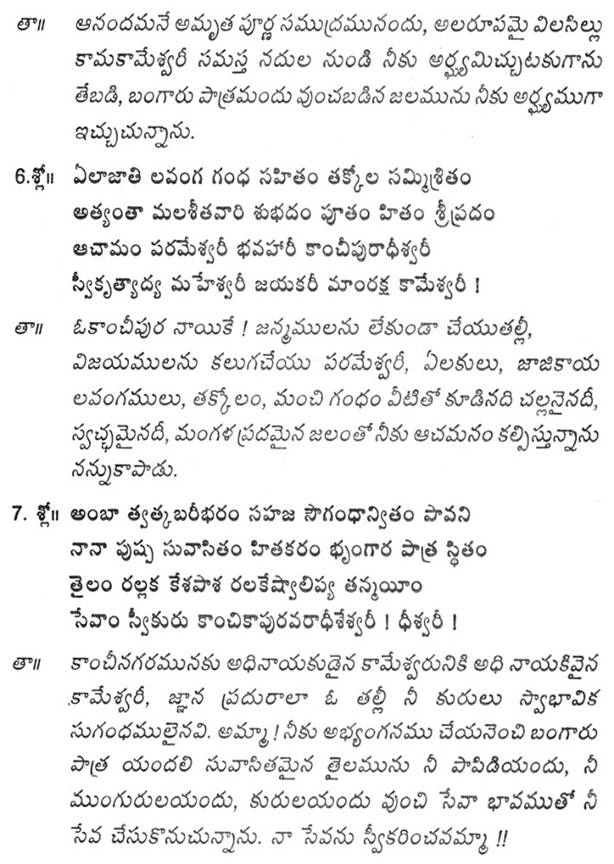 తా॥ ఆనందమనే అమృత పూర్ణ సముద్రమునందు, అలరూపమై విలసిల్లు
కామకామేశ్వరీ సమస్త నదుల నుండి నీకు అర్ఘ్యమిచ్చుటకుగాను
తేబడి, బంగారు పాత్రమందు వుంచబడిన జలమును నీకు అర్ఘ్యముగా
ఇచ్చుచున్నాను.
6.శ్లో॥ ఏలాజాతి లవంగ గంధ సహితం తక్కోల సమ్మిశ్రితం
అత్యంతా మలశీతవారి శుభదం పూతం హితం శ్రీప్రదం
ఆచామం పరమేశ్వరీ భవహారీ కాంచీపురాధీశ్వరీ
స్వీకృత్యాద్య మహేశ్వరీ జయకరీ మాంరక్ష కామేశ్వరీ !
తా॥ ఓకాంచీపుర నాయికే ! జన్మములను లేకుండా చేయుతల్లీ,
విజయములను కలుగచేయు పరమేశ్వరీ, ఏలకులు, జాజికాయ
లవంగములు, తక్కోలం, మంచి గంధం వీటితో కూడినది చల్లనైనదీ,
స్వచ్ఛమైనదీ, మంగళ ప్రదమైన జలంతో నీకు ఆచమనం కల్పిస్తున్నాను
నన్నుకాపాడు.
7. శ్లో॥ అంబా త్వత్కబరీభరం సహజ సౌగంధాన్వితం పావని
నానా పుష్ప సువాసితం హితకరం భృంగార పాత్ర స్థితం
తైలం రల్లక కేశపాశ రలకేష్వాలిప్య తన్మయీం
సేవాం స్వీకురు కాంచికాపురవరాధీశేశ్వరీ ! ధీశ్వరీ !
తా॥ కాంచీనగరమునకు అధినాయకుడైన కామేశ్వరునికి అధి నాయకివైన
కామేశ్వరీ, జ్ఞాన ప్రదురాలా ఓ తల్లీ నీ కురులు స్వాభావిక
సుగంధములైనవి. అమ్మా ! నీకు అభ్యంగనము చేయనెంచి బంగారు
పాత్ర యందలి సువాసితమైన తైలమును నీ పాపిడియందు, నీ
ముంగురులయందు, కురులయందు వుంచి సేవా భావముతో నీ
సేవ చేసుకొనుచున్నాను. నా సేవను స్వీకరించవమ్మా !!